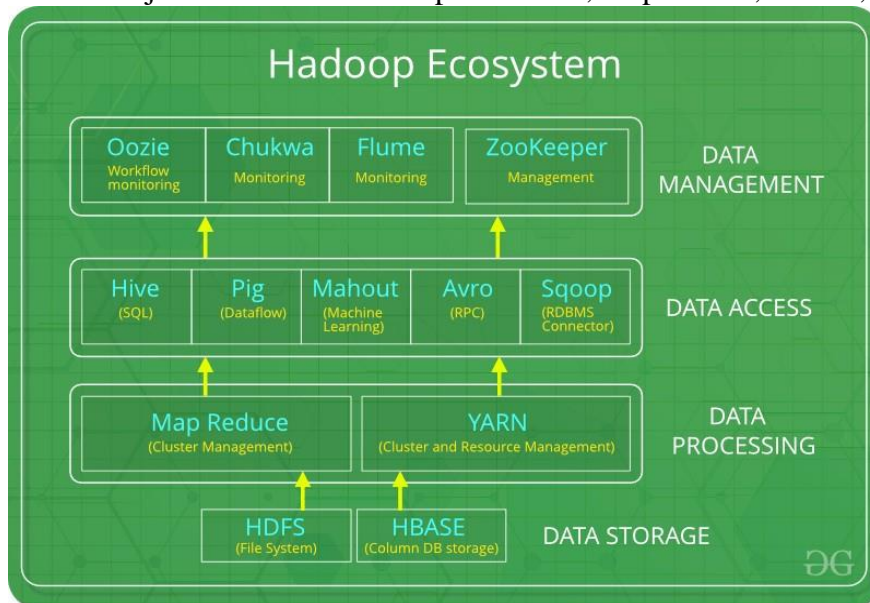 Hadoop Ecosystem
Oozie
Workflow
monitoring
Chukwa
Monitoring
Flume
Monitoring
ZooKeeper
Management
DATA
MANAGEMENT
Hive
(SQL)
Pig
(Dataflow)
Mahout
(Machine
Learning)
Avro
(RPC)
Sqoop
(RDBMS
Connector)
DATA ACCESS
Map Reduce
(Cluster Management)
YARN
(Cluster and Resource Management)
DATA
PROCESSING
HDFS
(File System)
HBASE
(Column DB storage)
DATA STORAGE